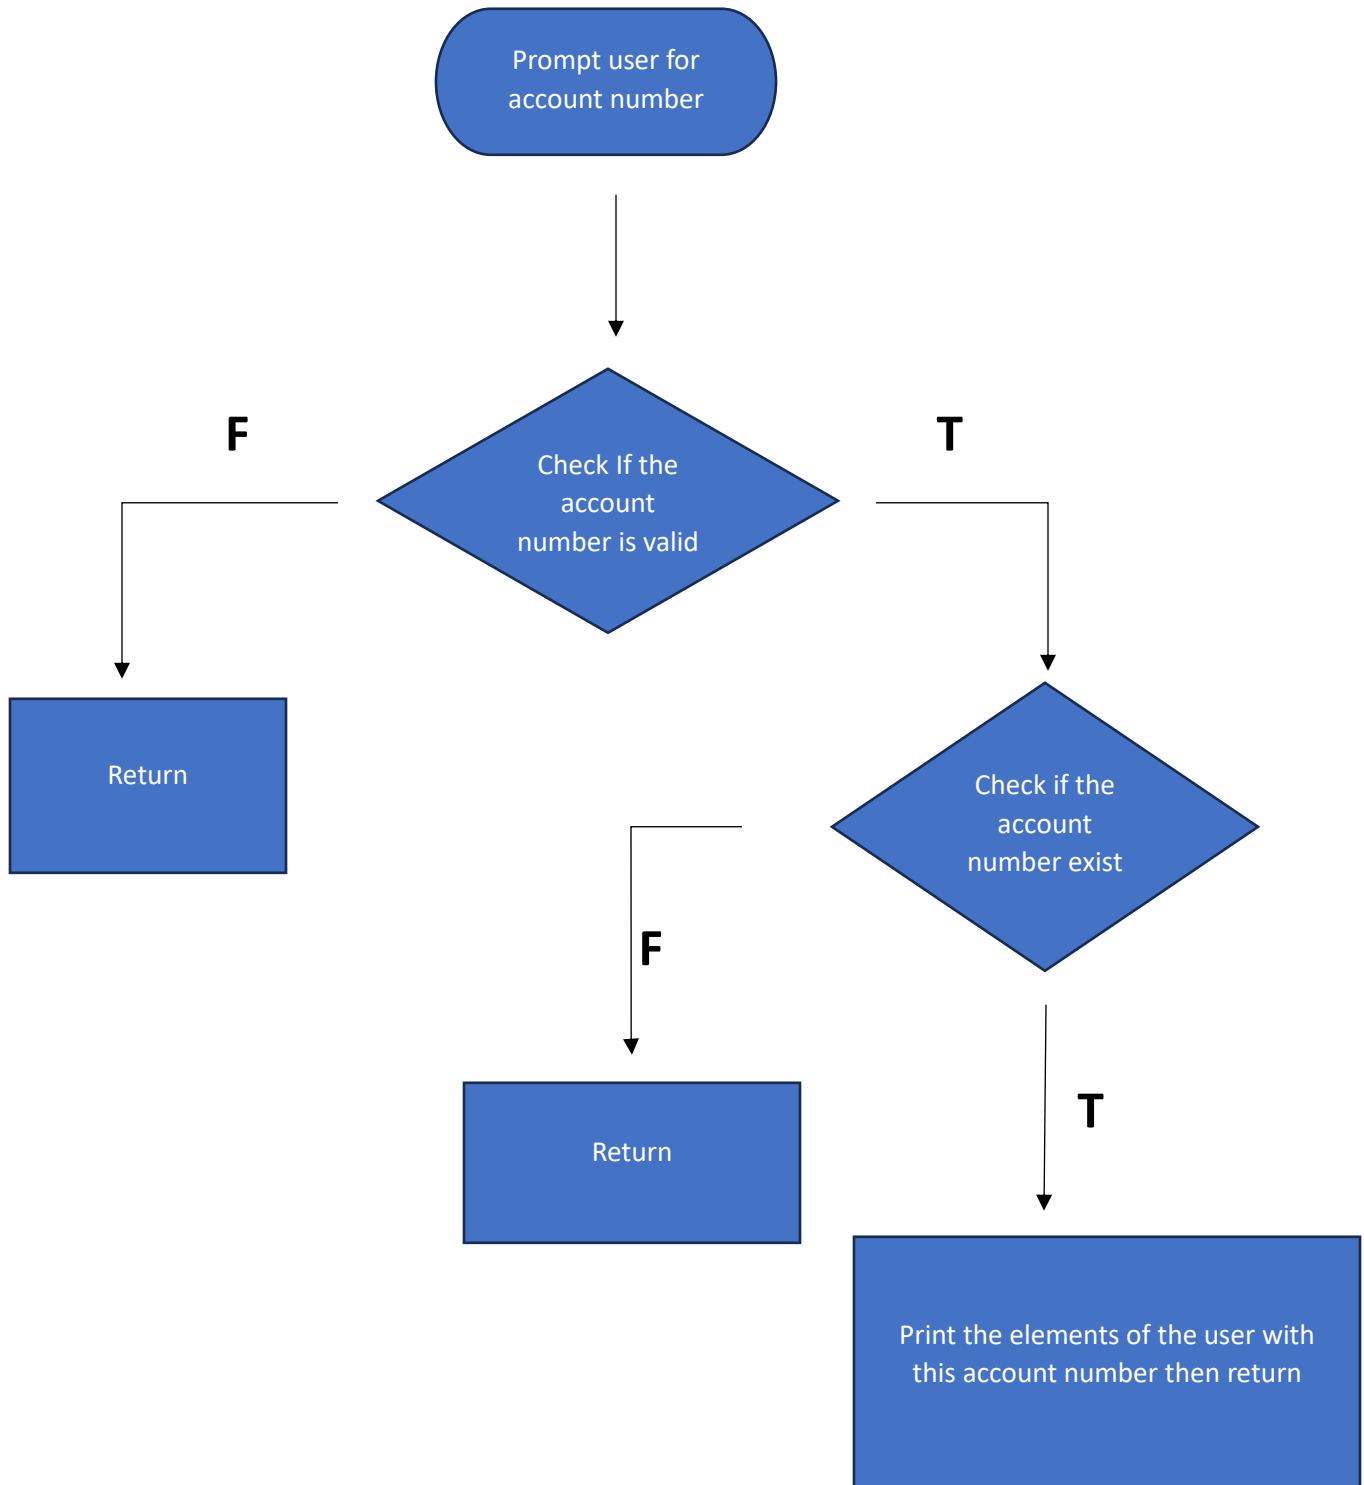 Prompt user for
account number
F
T
Check If the
account
number is valid
Return
Check if the
account
number exist
F
Return
T
Print the elements of the user with
this account number then return